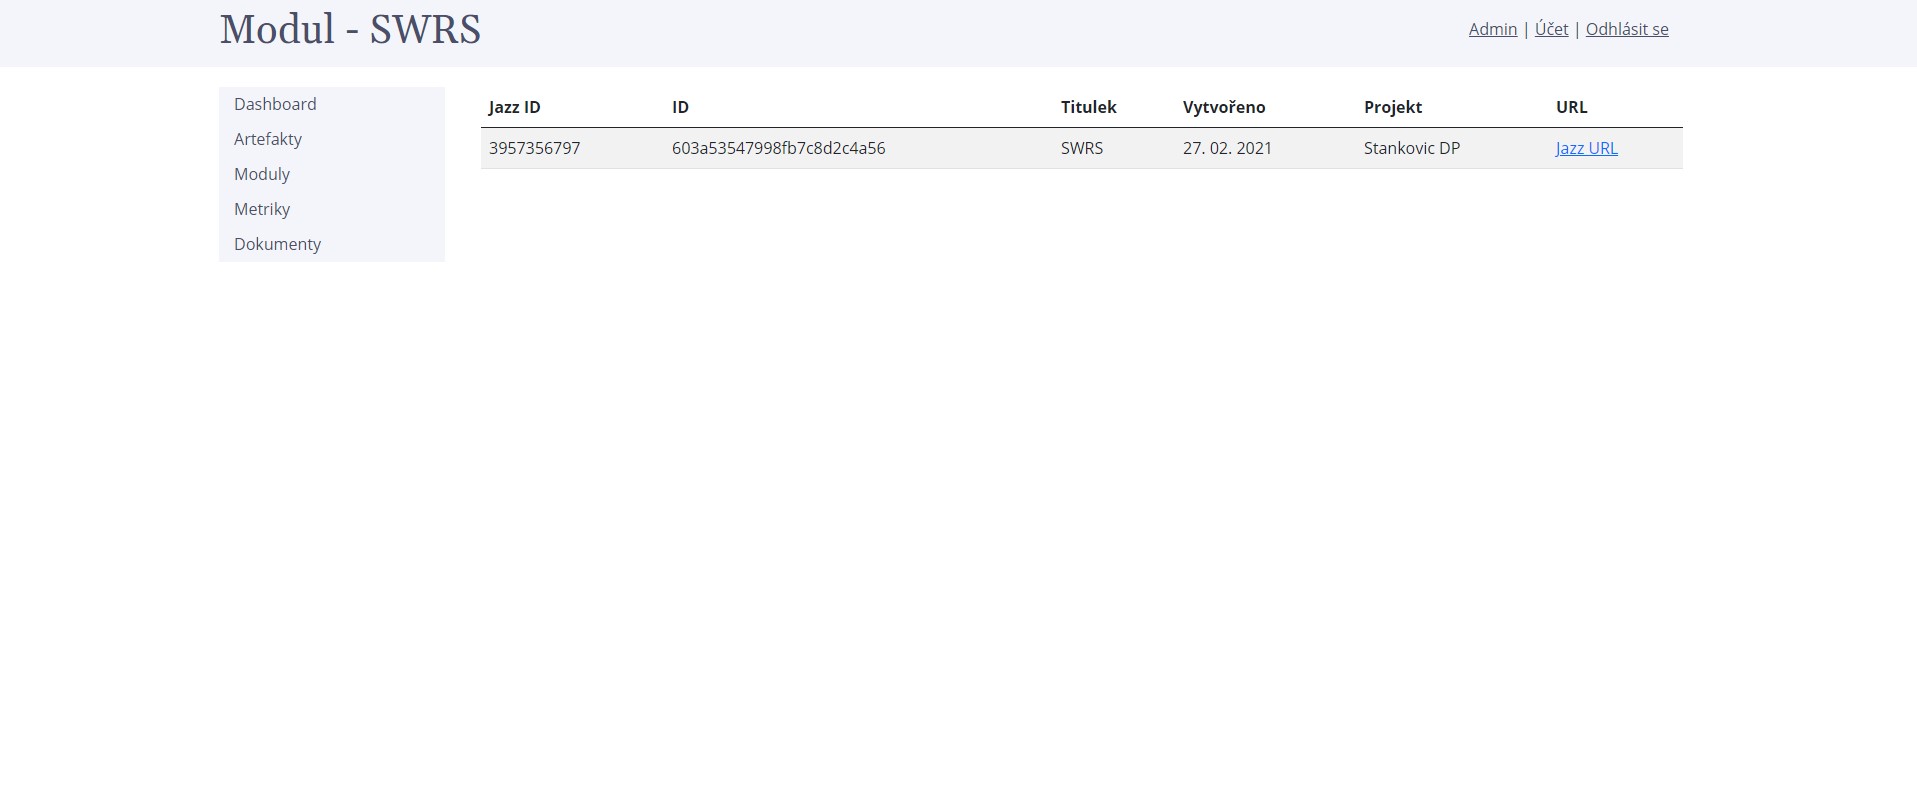 Modul - SWRS
Admin | Účet | Odhlásit se
Dashboard
Artefakty
Moduly
Metriky
Dokumenty
Jazz ID ID Titulek Vytvořeno Projekt URL
3957356797 603a53547998fb7c8d2c4a56 SWRS 27. 02. 2021 Stankovic DP Jazz URL